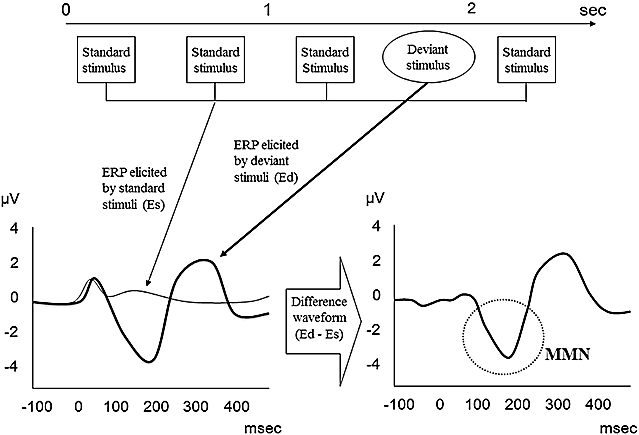 0 1 2 sec
Standard
stimulus
Standard
stimulus
Standard
Stimulus
Deviant
stimulus
Standard
stimulus
ERP elicited
by standard
stimuli (Es)
ERP elicited
by deviant
stimuli (Ed)
µV
4
2
0
-2
-4
-100 0 100 200 300 400
msec
Difference
waveform
(Ed - Es)
µV
4
2
0
-2
-4
MMN
-100 0 100 200 300 400
msec